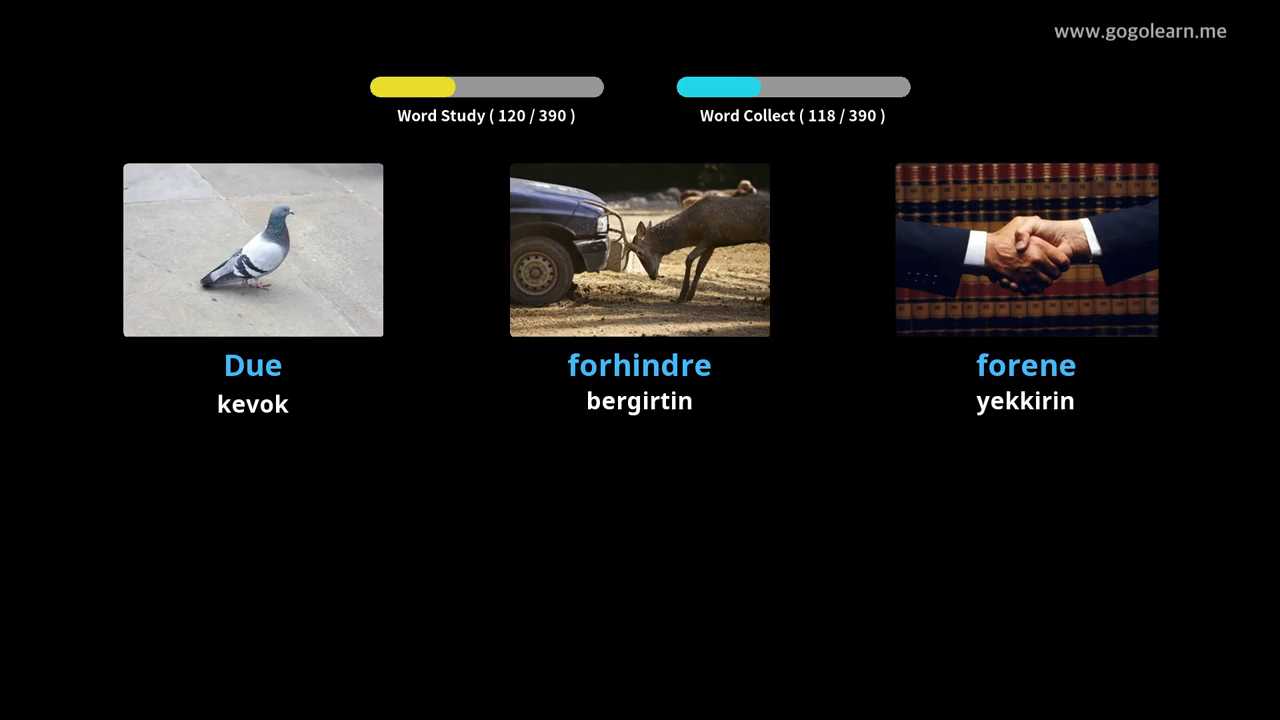 www.gogolearn.me
Word Study ( 120 / 390 )
Word Collect ( 118 / 390 )
Due
forhindre
forene
kevok
bergirtin
yekkirin